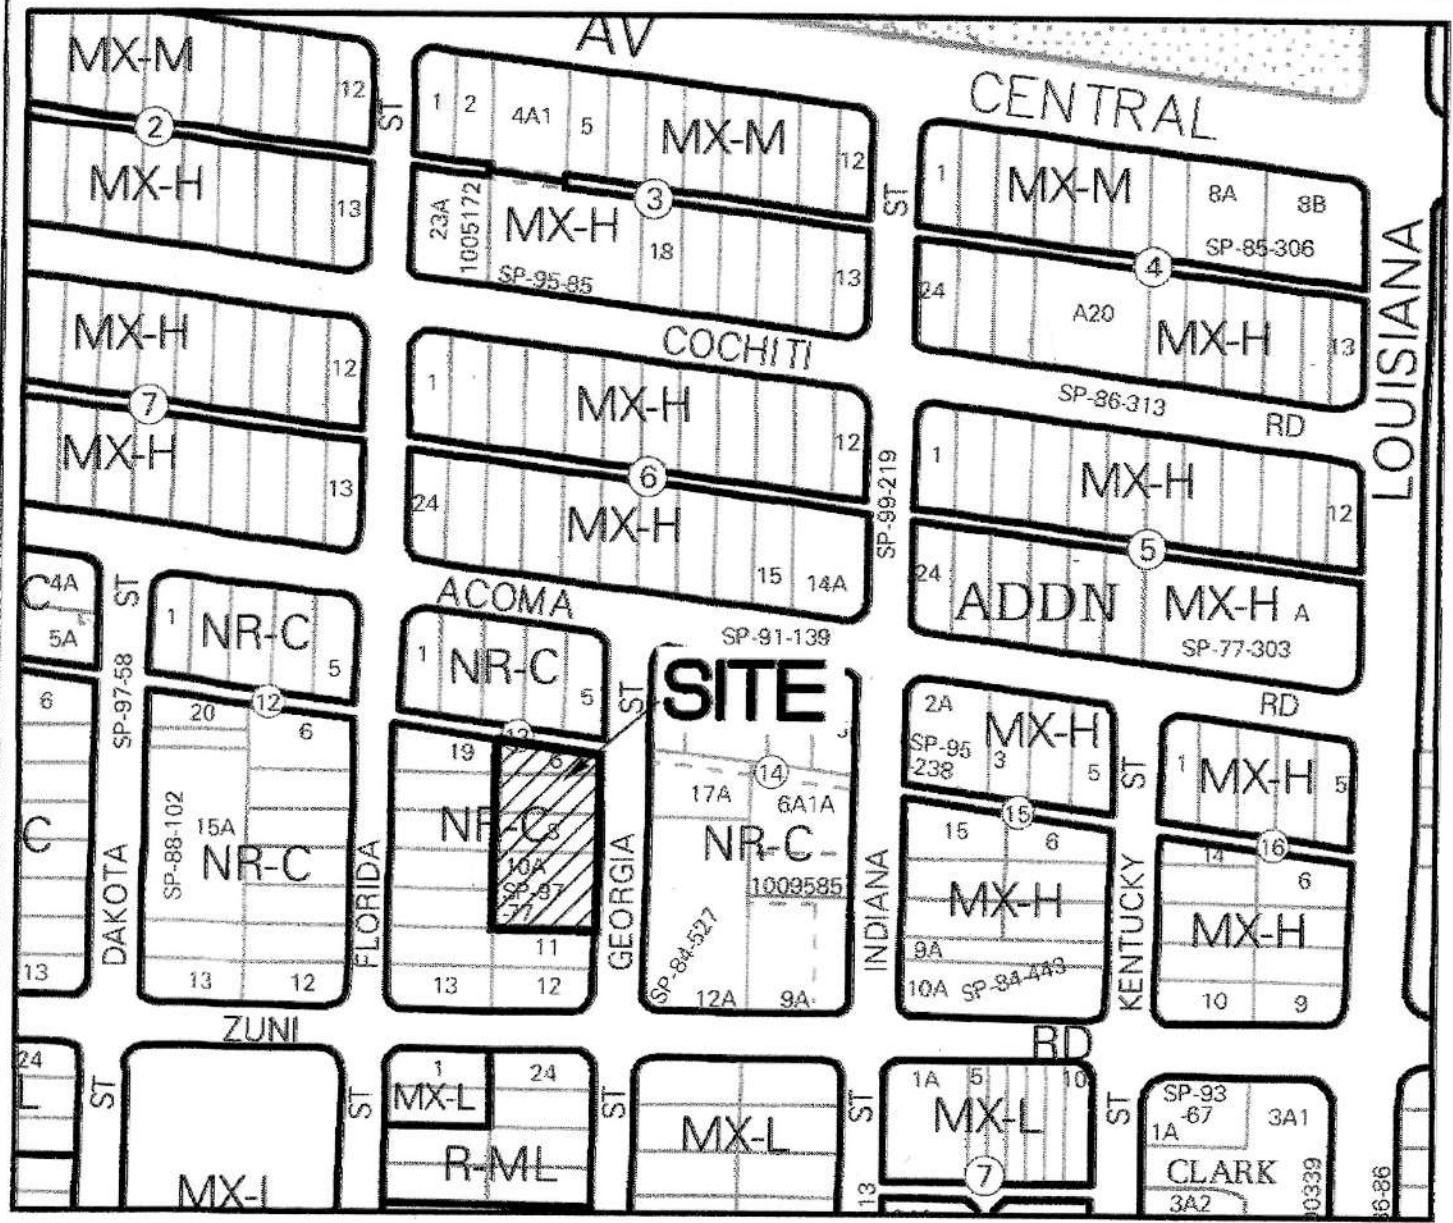 AV
CENTRAL
MX-M
12
2
MX-H
13
ST
1
2
4A1
5
MX-M
12
3
23A
1005172
MX-H
18
13
SP-95-85
ST
1
MX-M
8A
8B
SP-85-306
4
24
A20
MX-H
13
SP-86-313
LOUISIANA
COCHITI
RD
MX-H
12
7
MX-H
13
1
MX-H
12
6
24
MX-H
15
14A
SP-99-219
1
MX-H
12
5
24
ADDN
MX-H
A
SP-77-303
ACOMA
SP-91-139
RD
C
4A
5A
ST
SP-97-58
6
C
13
DAKOTA
1
NR-C
5
12
20
6
SP-88-102
15A
NR-C
13
12
FLORIDA
1
NR-C
5
ST
SITE
19
6
NR-C
10A
SP-97
-77
11
13
12
GEORGIA
14
17A
6A1A
NR-C
1009585
SP-84-527
12A
9A
INDIANA
2A
SP-95
-238
MX-H
3
5
ST
15
15
6
MX-H
9A
10A
SP-84-443
KENTUCKY
1
MX-H
5
16
14
6
MX-H
10
9
ZUNI
RD
24
L
ST
MX-L
ST
1
24
MX-L
R-ML
ST
MX-L
ST
13
1A
5
10
MX-L
7
ST
SP-93
-67
1A
3A1
CLARK
3A2
00339
86-86